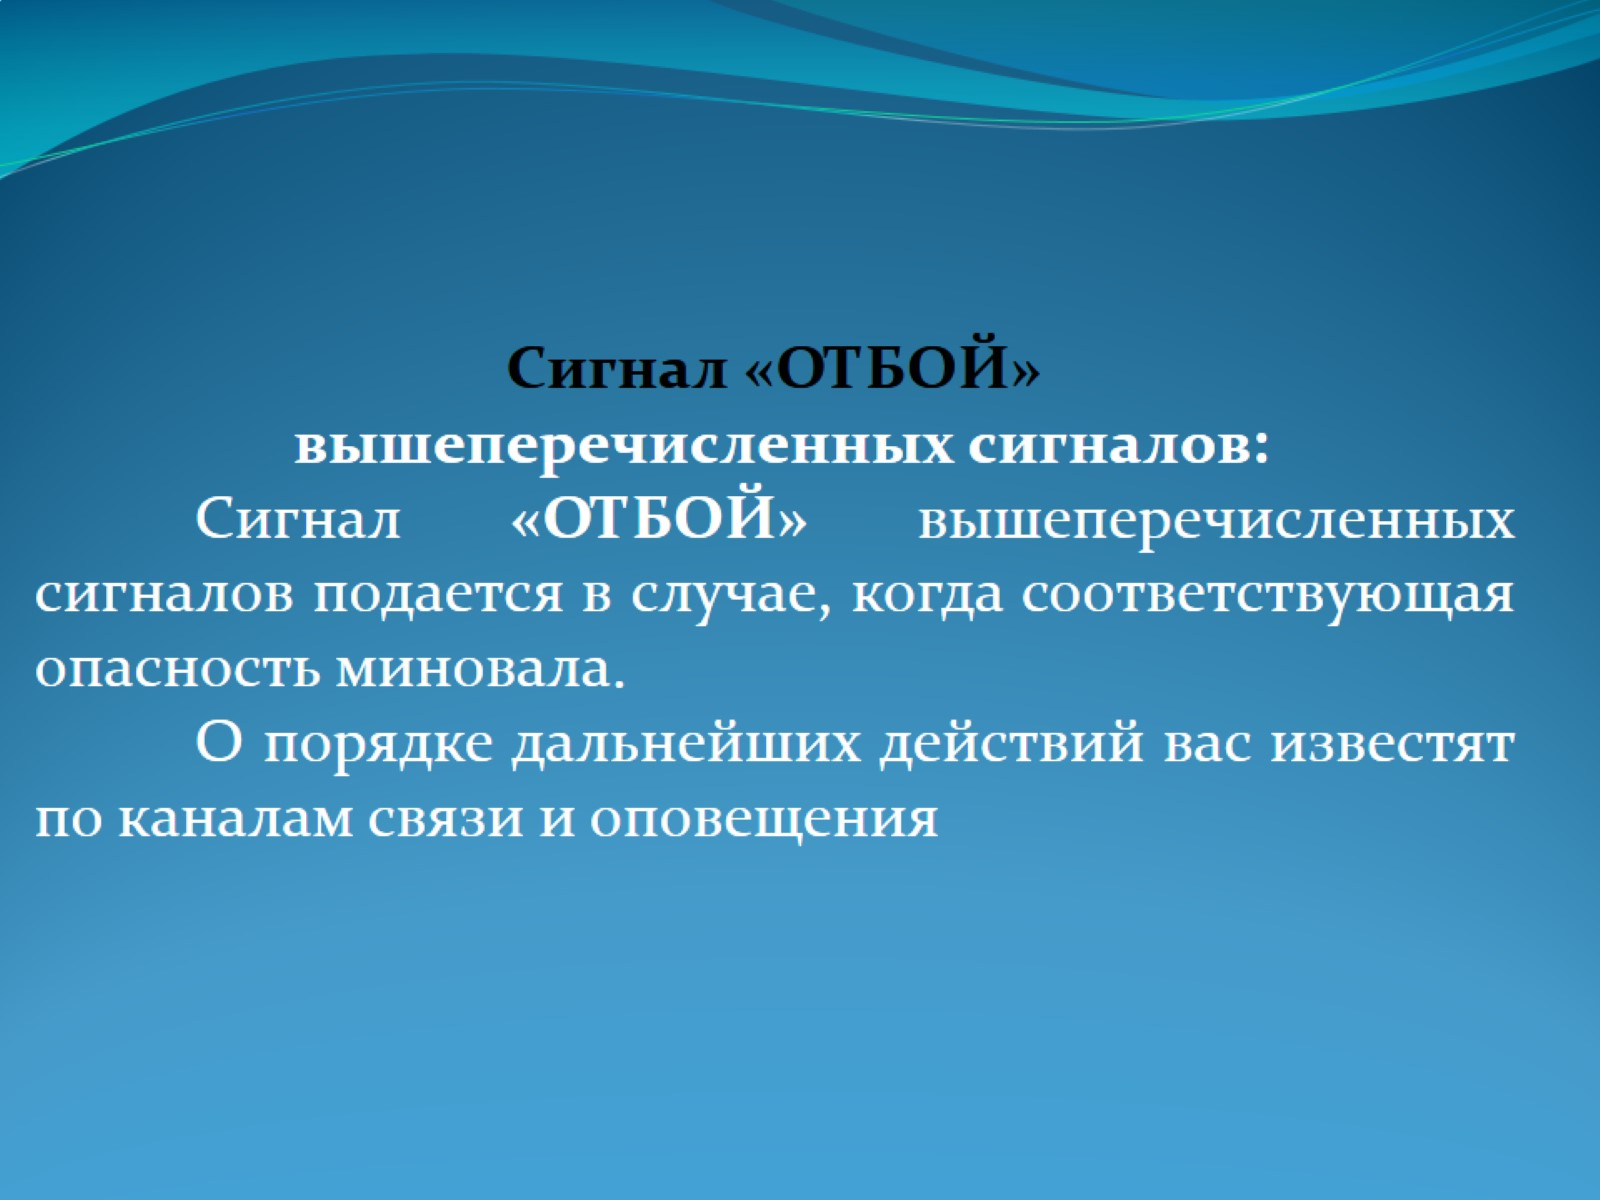 Сигнал «ОТБОЙ»
вышеперечисленных сигналов:
Сигнал «ОТБОЙ» вышеперечисленных
сигналов подается в случае, когда соответствующая
опасность миновала.
О порядке дальнейших действий вас известят
по каналам связи и оповещения